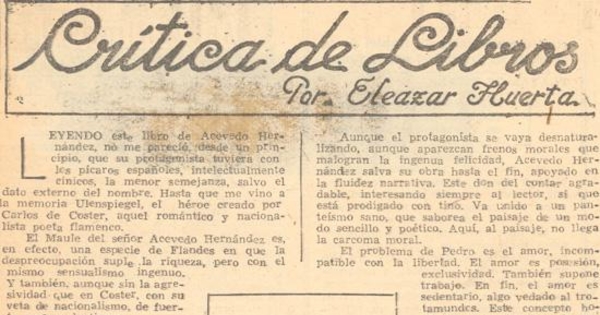 Crítica de Libros
Por. Eleazar Huerta.
LEYENDO este libro de Acevedo Her-
nández, no me pareció, desde un prin-
cipio, que su protagonista tuviera con
los pícaros españoles, intelectualmente
cínicos, la menor semejanza, salvo el
dato externo del nombre. Hasta que me vino a
la memoria Ulenspiegel, el héroe creado por
Carlos de Coster, aquel romántico y naciona-
lista poeta flamenco.
El Maule del señor Acevedo Hernández es,
en efecto, una especie de Flandes en que la
despreocupación suple la riqueza, pero con el
mismo sensualismo ingenuo.
Y también, aunque sin la agre-
sividad que en Coster, con su
veta de nacionalismo, de fuer-
Aunque el protagonista se vaya desnatura-
lizando, aunque aparezcan frenos morales que
malogran la ingenua felicidad, Acevedo Her-
nández salva su obra hasta el fin, apoyado en
la fluidez narrativa. Este don del contar agra-
dable, interesando siempre al lector, sí que
está prodigado con tino. Va unido a un pan-
teísmo sano, que saborea el paisaje de un mo-
do sencillo y poético. Aquí, al paisaje, no llega
la carcoma moral.
El problema de Pedro es el amor, incom-
patible con la libertad. El amor es posesión,
exclusividad. También supone
trabajo. En fin, el amor es
sedentario, algo vedado al tro-
tamundos. Este concepto ho-